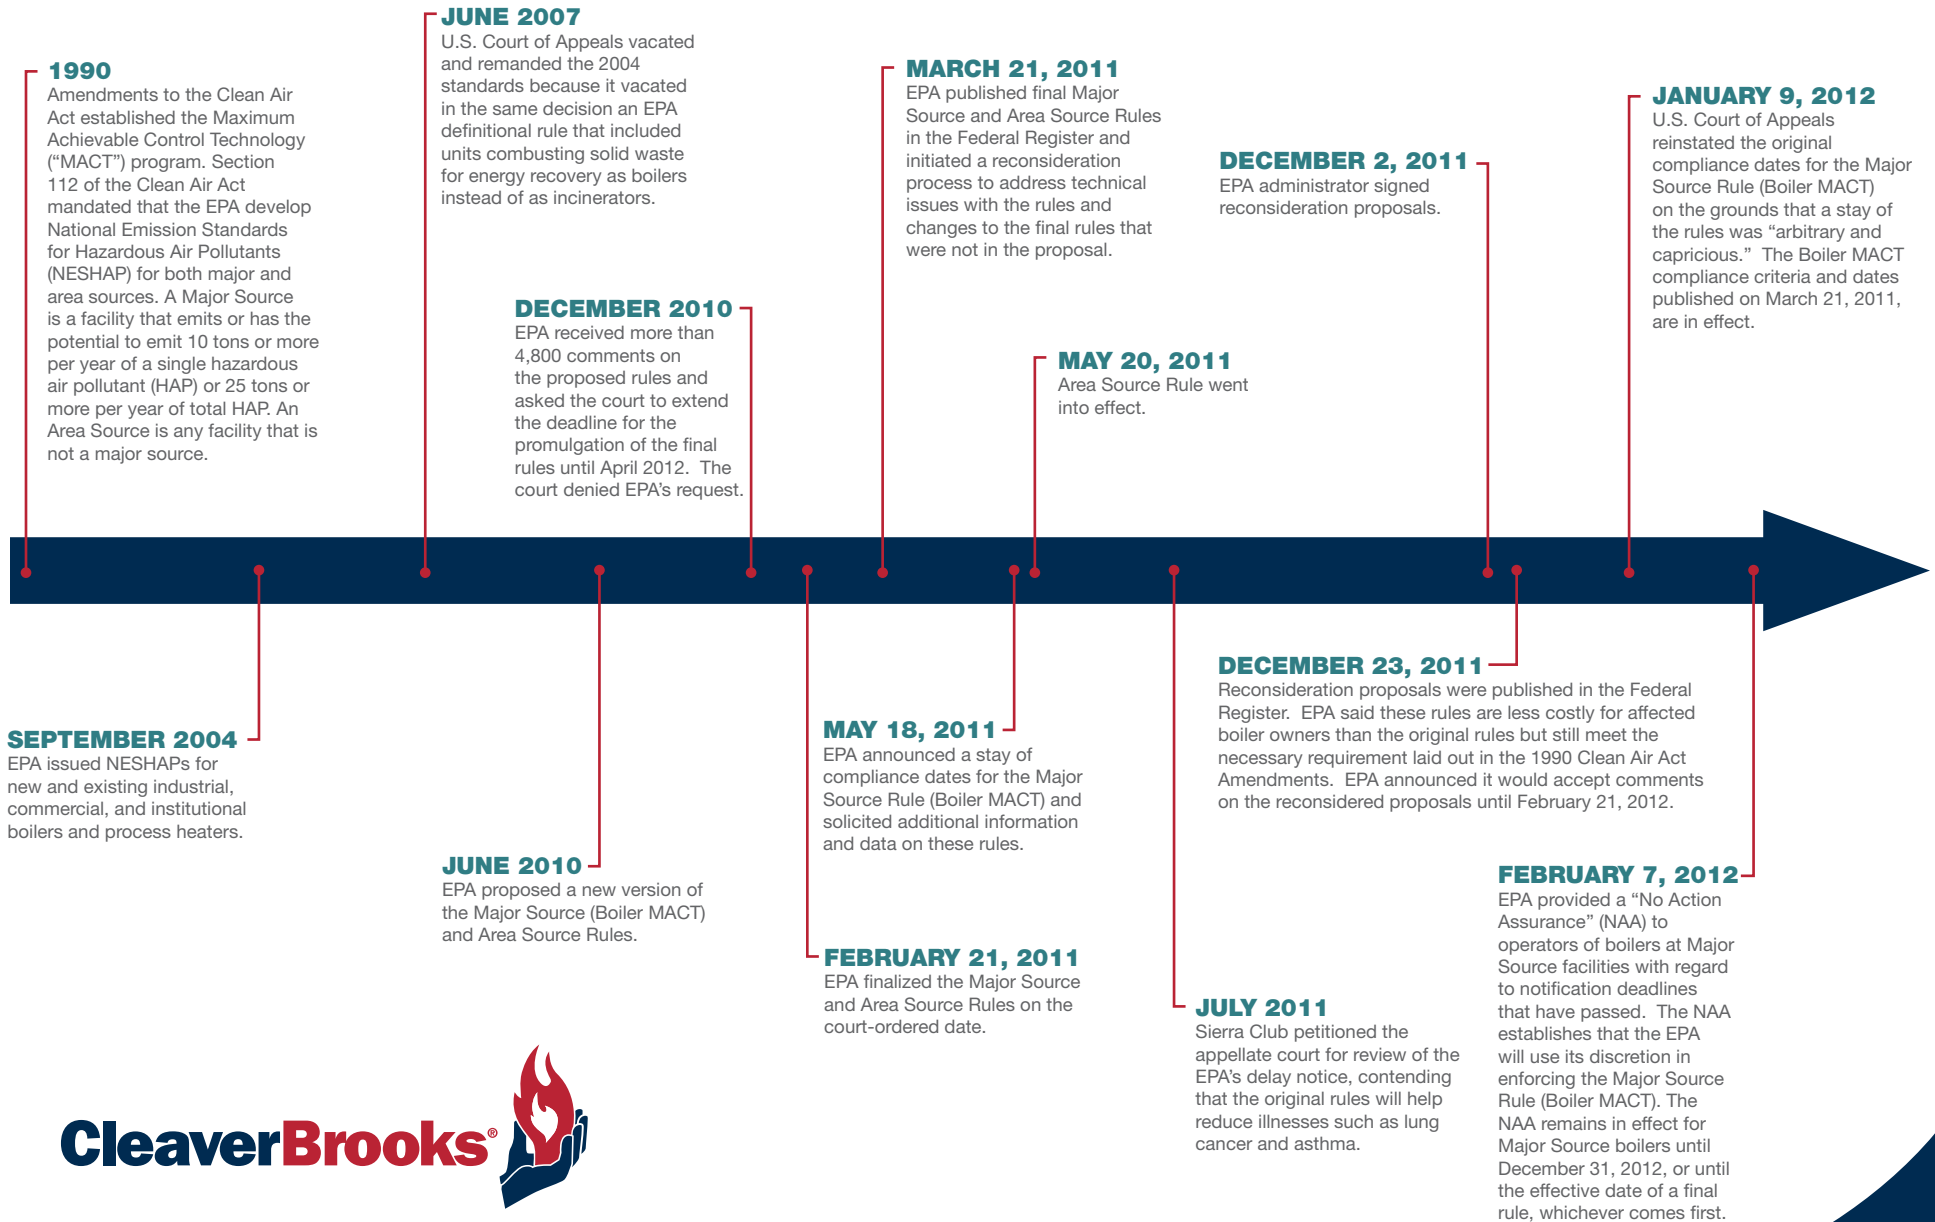 1990
Amendments to the Clean Air
Act established the Maximum
Achievable Control Technology
(“MACT”) program. Section
112 of the Clean Air Act
mandated that the EPA develop
National Emission Standards
for Hazardous Air Pollutants
(NESHAP) for both major and
area sources. A Major Source
is a facility that emits or has the
potential to emit 10 tons or more
per year of a single hazardous
air pollutant (HAP) or 25 tons or
more per year of total HAP. An
Area Source is any facility that is
not a major source.
SEPTEMBER 2004
EPA issued NESHAPs for
new and existing industrial,
commercial, and institutional
boilers and process heaters.
JUNE 2007
U.S. Court of Appeals vacated
and remanded the 2004
standards because it vacated
in the same decision an EPA
definitional rule that included
units combusting solid waste
for energy recovery as boilers
instead of as incinerators.
JUNE 2010
EPA proposed a new version of
the Major Source (Boiler MACT)
and Area Source Rules.
DECEMBER 2010
EPA received more than
4,800 comments on
the proposed rules and
asked the court to extend
the deadline for the
promulgation of the final
rules until April 2012.  The
court denied EPA’s request.
FEBRUARY 21, 2011
EPA finalized the Major Source
and Area Source Rules on the
court-ordered date.
MARCH 21, 2011
EPA published final Major
Source and Area Source Rules
in the Federal Register and
initiated a reconsideration
process to address technical
issues with the rules and
changes to the final rules that
were not in the proposal.
MAY 18, 2011
EPA announced a stay of
compliance dates for the Major
Source Rule (Boiler MACT) and
solicited additional information
and data on these rules.
MAY 20, 2011
Area Source Rule went
into effect.
JULY 2011
Sierra Club petitioned the
appellate court for review of the
EPA’s delay notice, contending
that the original rules will help
reduce illnesses such as lung
cancer and asthma.
DECEMBER 2, 2011
EPA administrator signed
reconsideration proposals.
DECEMBER 23, 2011
Reconsideration proposals were published in the Federal
Register.  EPA said these rules are less costly for affected
boiler owners than the original rules but still meet the
necessary requirement laid out in the 1990 Clean Air Act
Amendments.  EPA announced it would accept comments
on the reconsidered proposals until February 21, 2012.
JANUARY 9, 2012
U.S. Court of Appeals
reinstated the original
compliance dates for the Major
Source Rule (Boiler MACT)
on the grounds that a stay of
the rules was “arbitrary and
capricious.”  The Boiler MACT
compliance criteria and dates
published on March 21, 2011,
are in effect.
FEBRUARY 7, 2012
EPA provided a “No Action
Assurance” (NAA) to
operators of boilers at Major
Source facilities with regard
to notification deadlines
that have passed.  The NAA
establishes that the EPA
will use its discretion in
enforcing the Major Source
Rule (Boiler MACT). The
NAA remains in effect for
Major Source boilers until
December 31, 2012, or until
the effective date of a final
rule, whichever comes first.
CleaverBrooks®